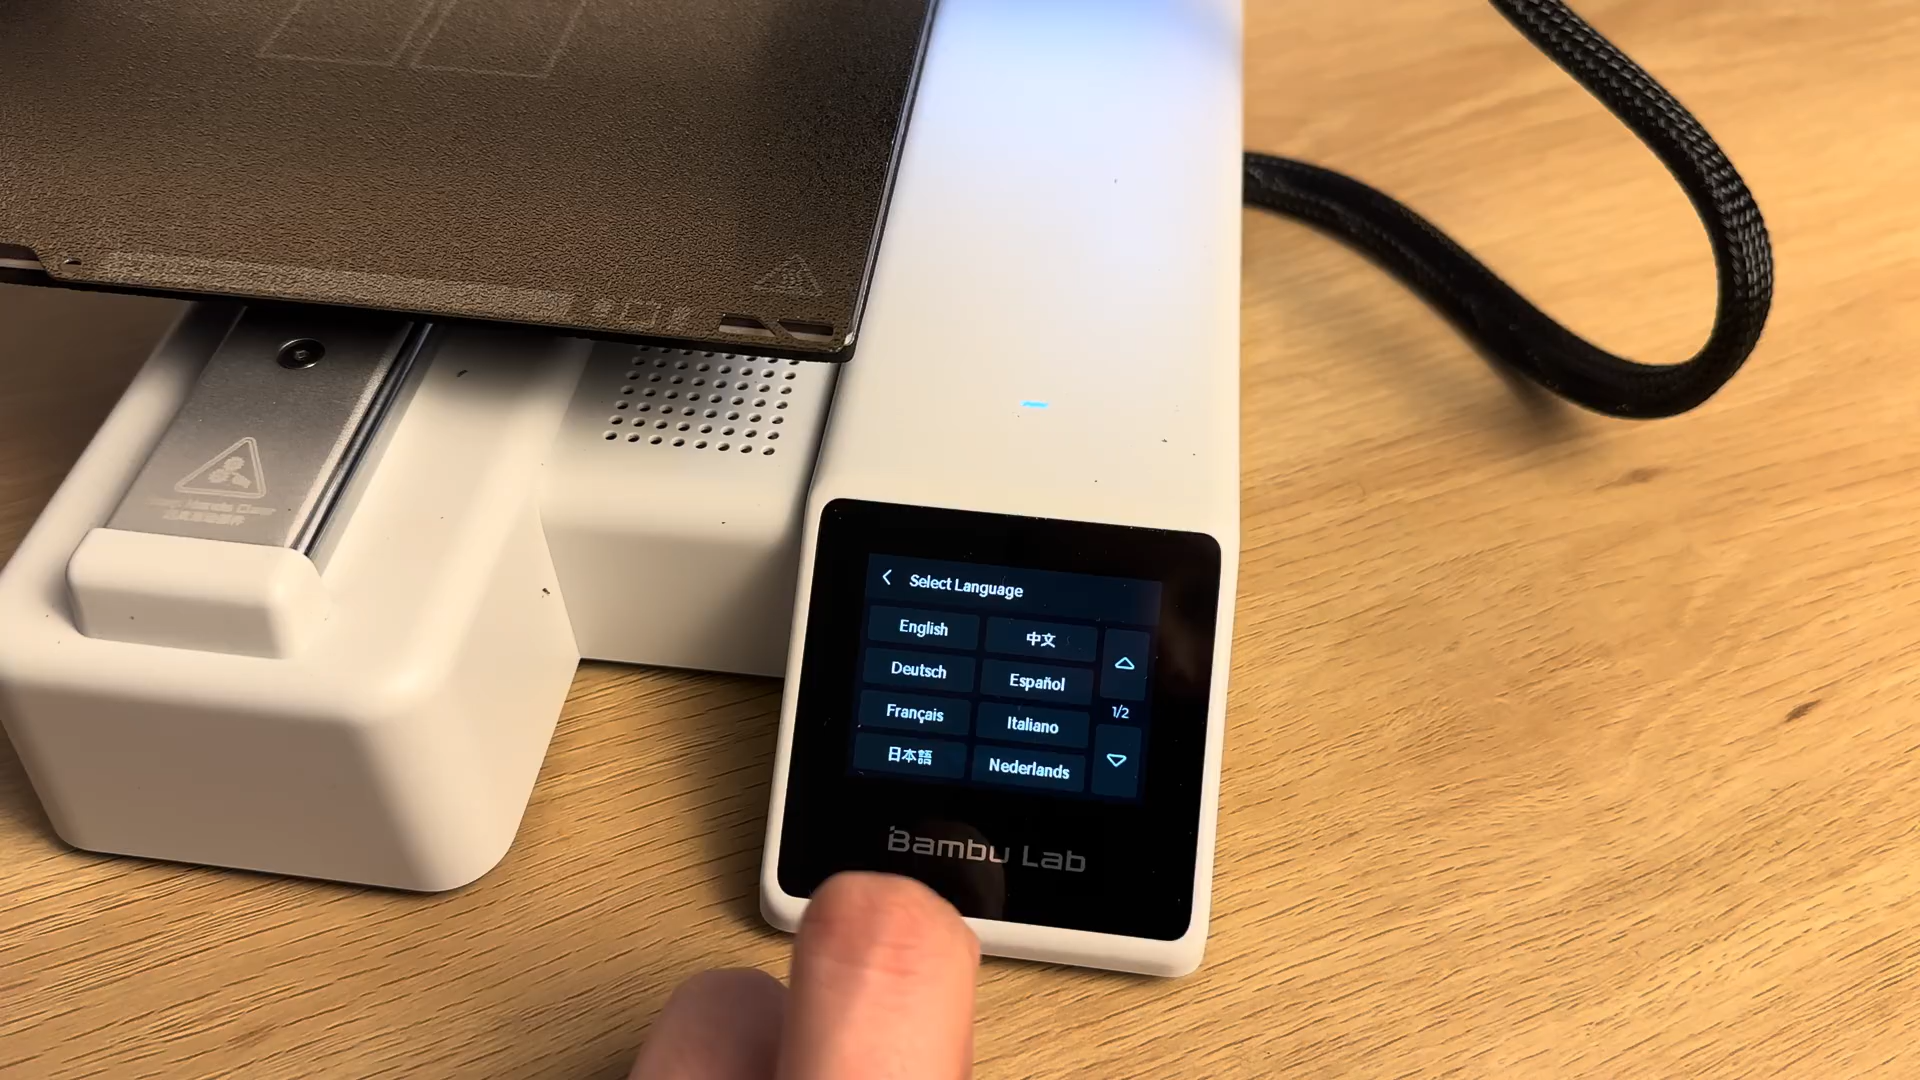 Select Language
English
中文
Deutsch
Español
Français
Italiano
1/2
日本語
Nederlands
Bambu Lab